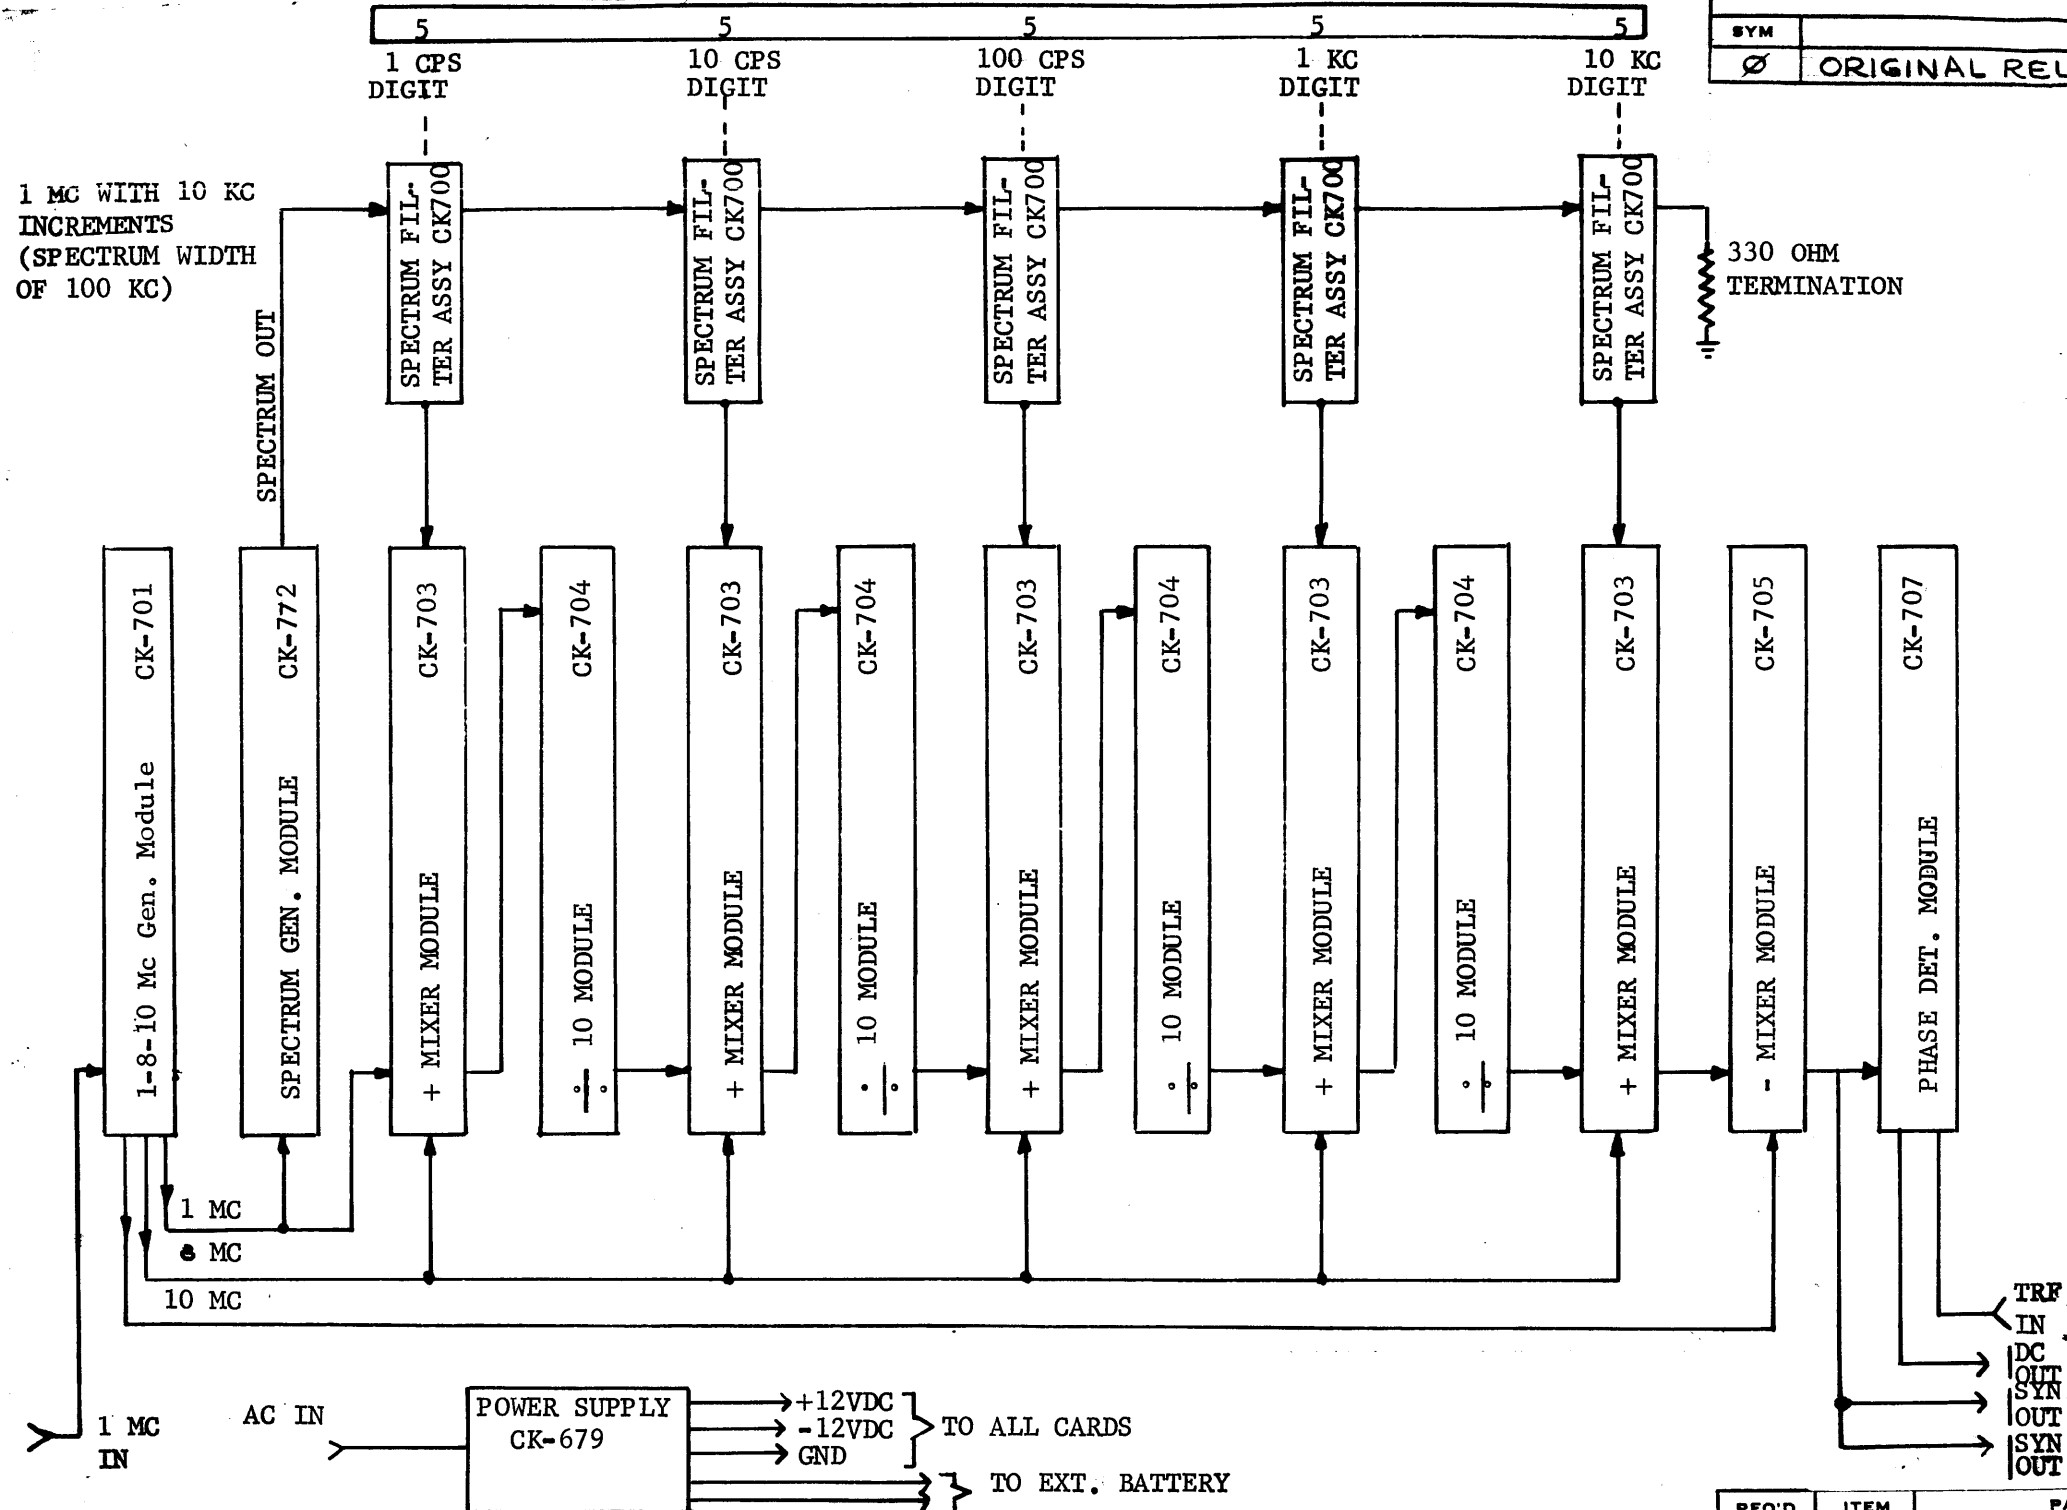 5 5 5 5 5
1 CPS DIGIT
10 CPS DIGIT
100 CPS DIGIT
1 KC DIGIT
10 KC DIGIT
SYM
Ø ORIGINAL REL
1 MC WITH 10 KC
INCREMENTS
(SPECTRUM WIDTH
OF 100 KC)
SPECTRUM OUT
SPECTRUM FIL-
TER ASSY CK700
SPECTRUM FIL-
TER ASSY CK700
SPECTRUM FIL-
TER ASSY CK700
SPECTRUM FIL-
TER ASSY CK700
SPECTRUM FIL-
TER ASSY CK700
330 OHM
TERMINATION
1-8-10 Mc Gen. Module CK-701
SPECTRUM GEN. MODULE CK-772
+ MIXER MODULE CK-703
÷ 10 MODULE CK-704
+ MIXER MODULE CK-703
÷ 10 MODULE CK-704
+ MIXER MODULE CK-703
÷ 10 MODULE CK-704
+ MIXER MODULE CK-703
÷ 10 MODULE CK-704
+ MIXER MODULE CK-703
- MIXER MODULE CK-705
PHASE DET. MODULE CK-707
1 MC
8 MC
10 MC
1 MC
IN
AC IN
POWER SUPPLY
CK-679
+12VDC
-12VDC
GND
TO ALL CARDS
TO EXT. BATTERY
TRF
IN
DC
OUT
SYN
OUT
SYN
OUT
REQ'D ITEM